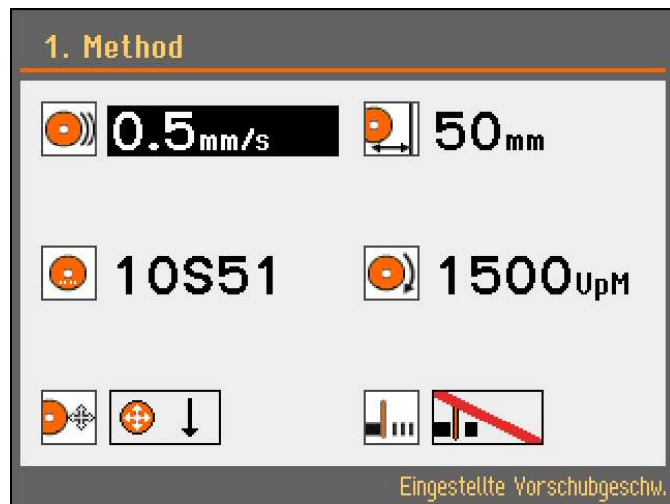 1. Method
0.5mm/s
50mm
10S51
1500UpM
Eingestellte Vorschubgeschw.